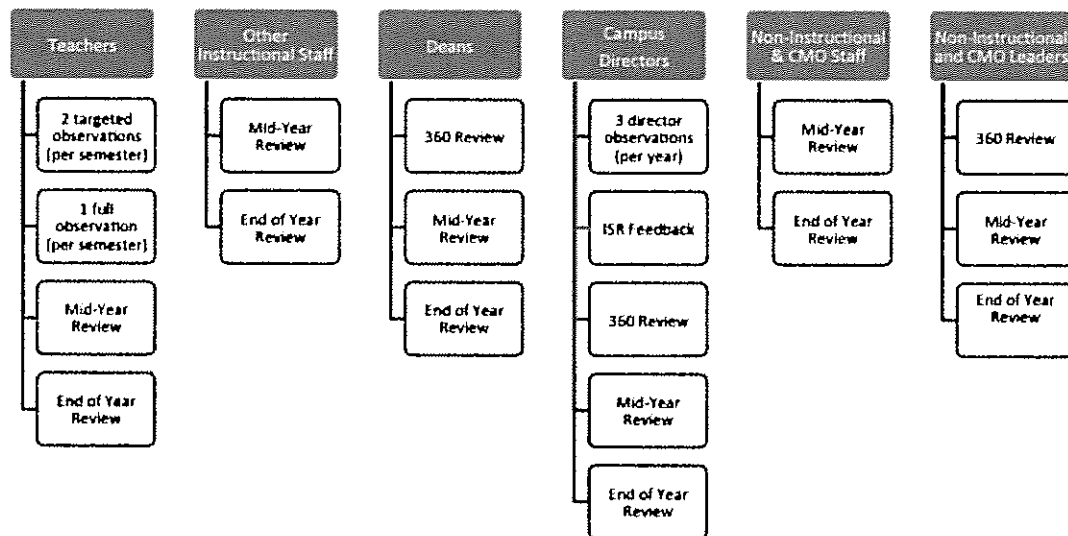 Teachers
2 targeted
observations
(per semester)
1 full
observation
(per semester)
Mid-Year
Review
End of Year
Review
Other
Instructional Staff
Mid-Year
Review
End of Year
Review
Deans
360 Review
Mid-Year
Review
End of Year
Review
Campus
Directors
3 director
observations
(per year)
ISR Feedback
360 Review
Mid-Year
Review
End of Year
Review
Non-Instructional
& CMO Staff
Mid-Year
Review
End of Year
Review
Non-Instructional
and CMO Leaders
360 Review
Mid-Year
Review
End of Year
Review